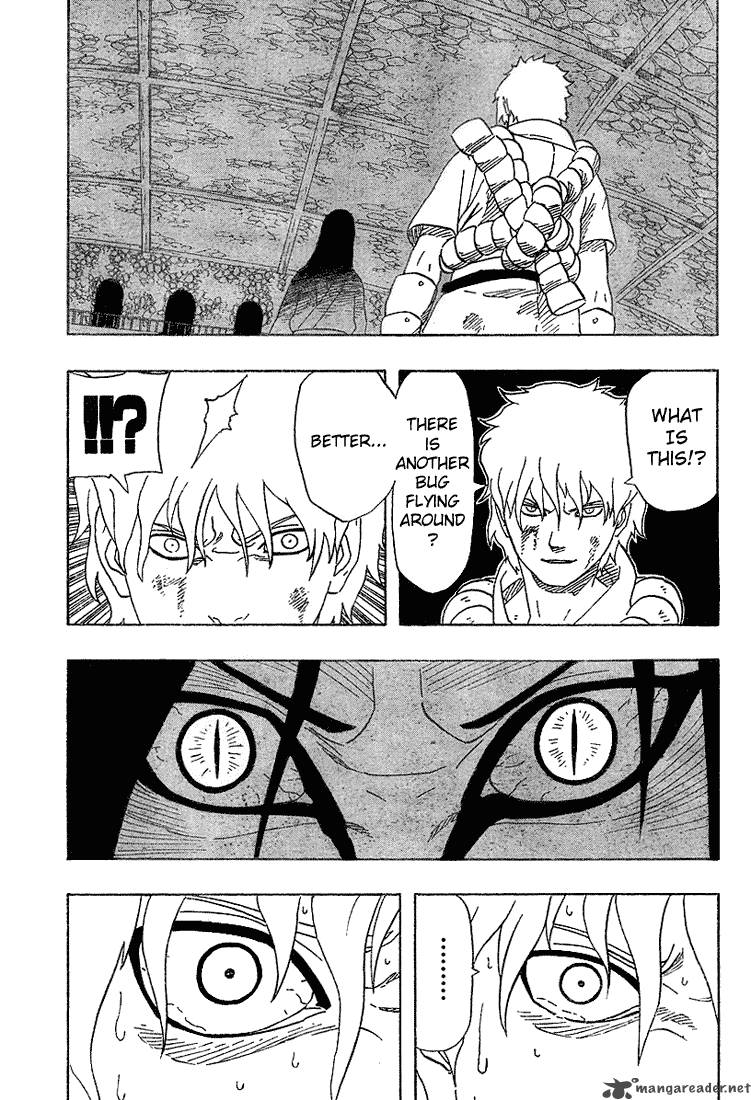 WHAT
IS
THIS!?
THERE
IS
ANOTHER
BUG
FLYING
AROUND
?
BETTER...
!!?
.........
mangareader.net